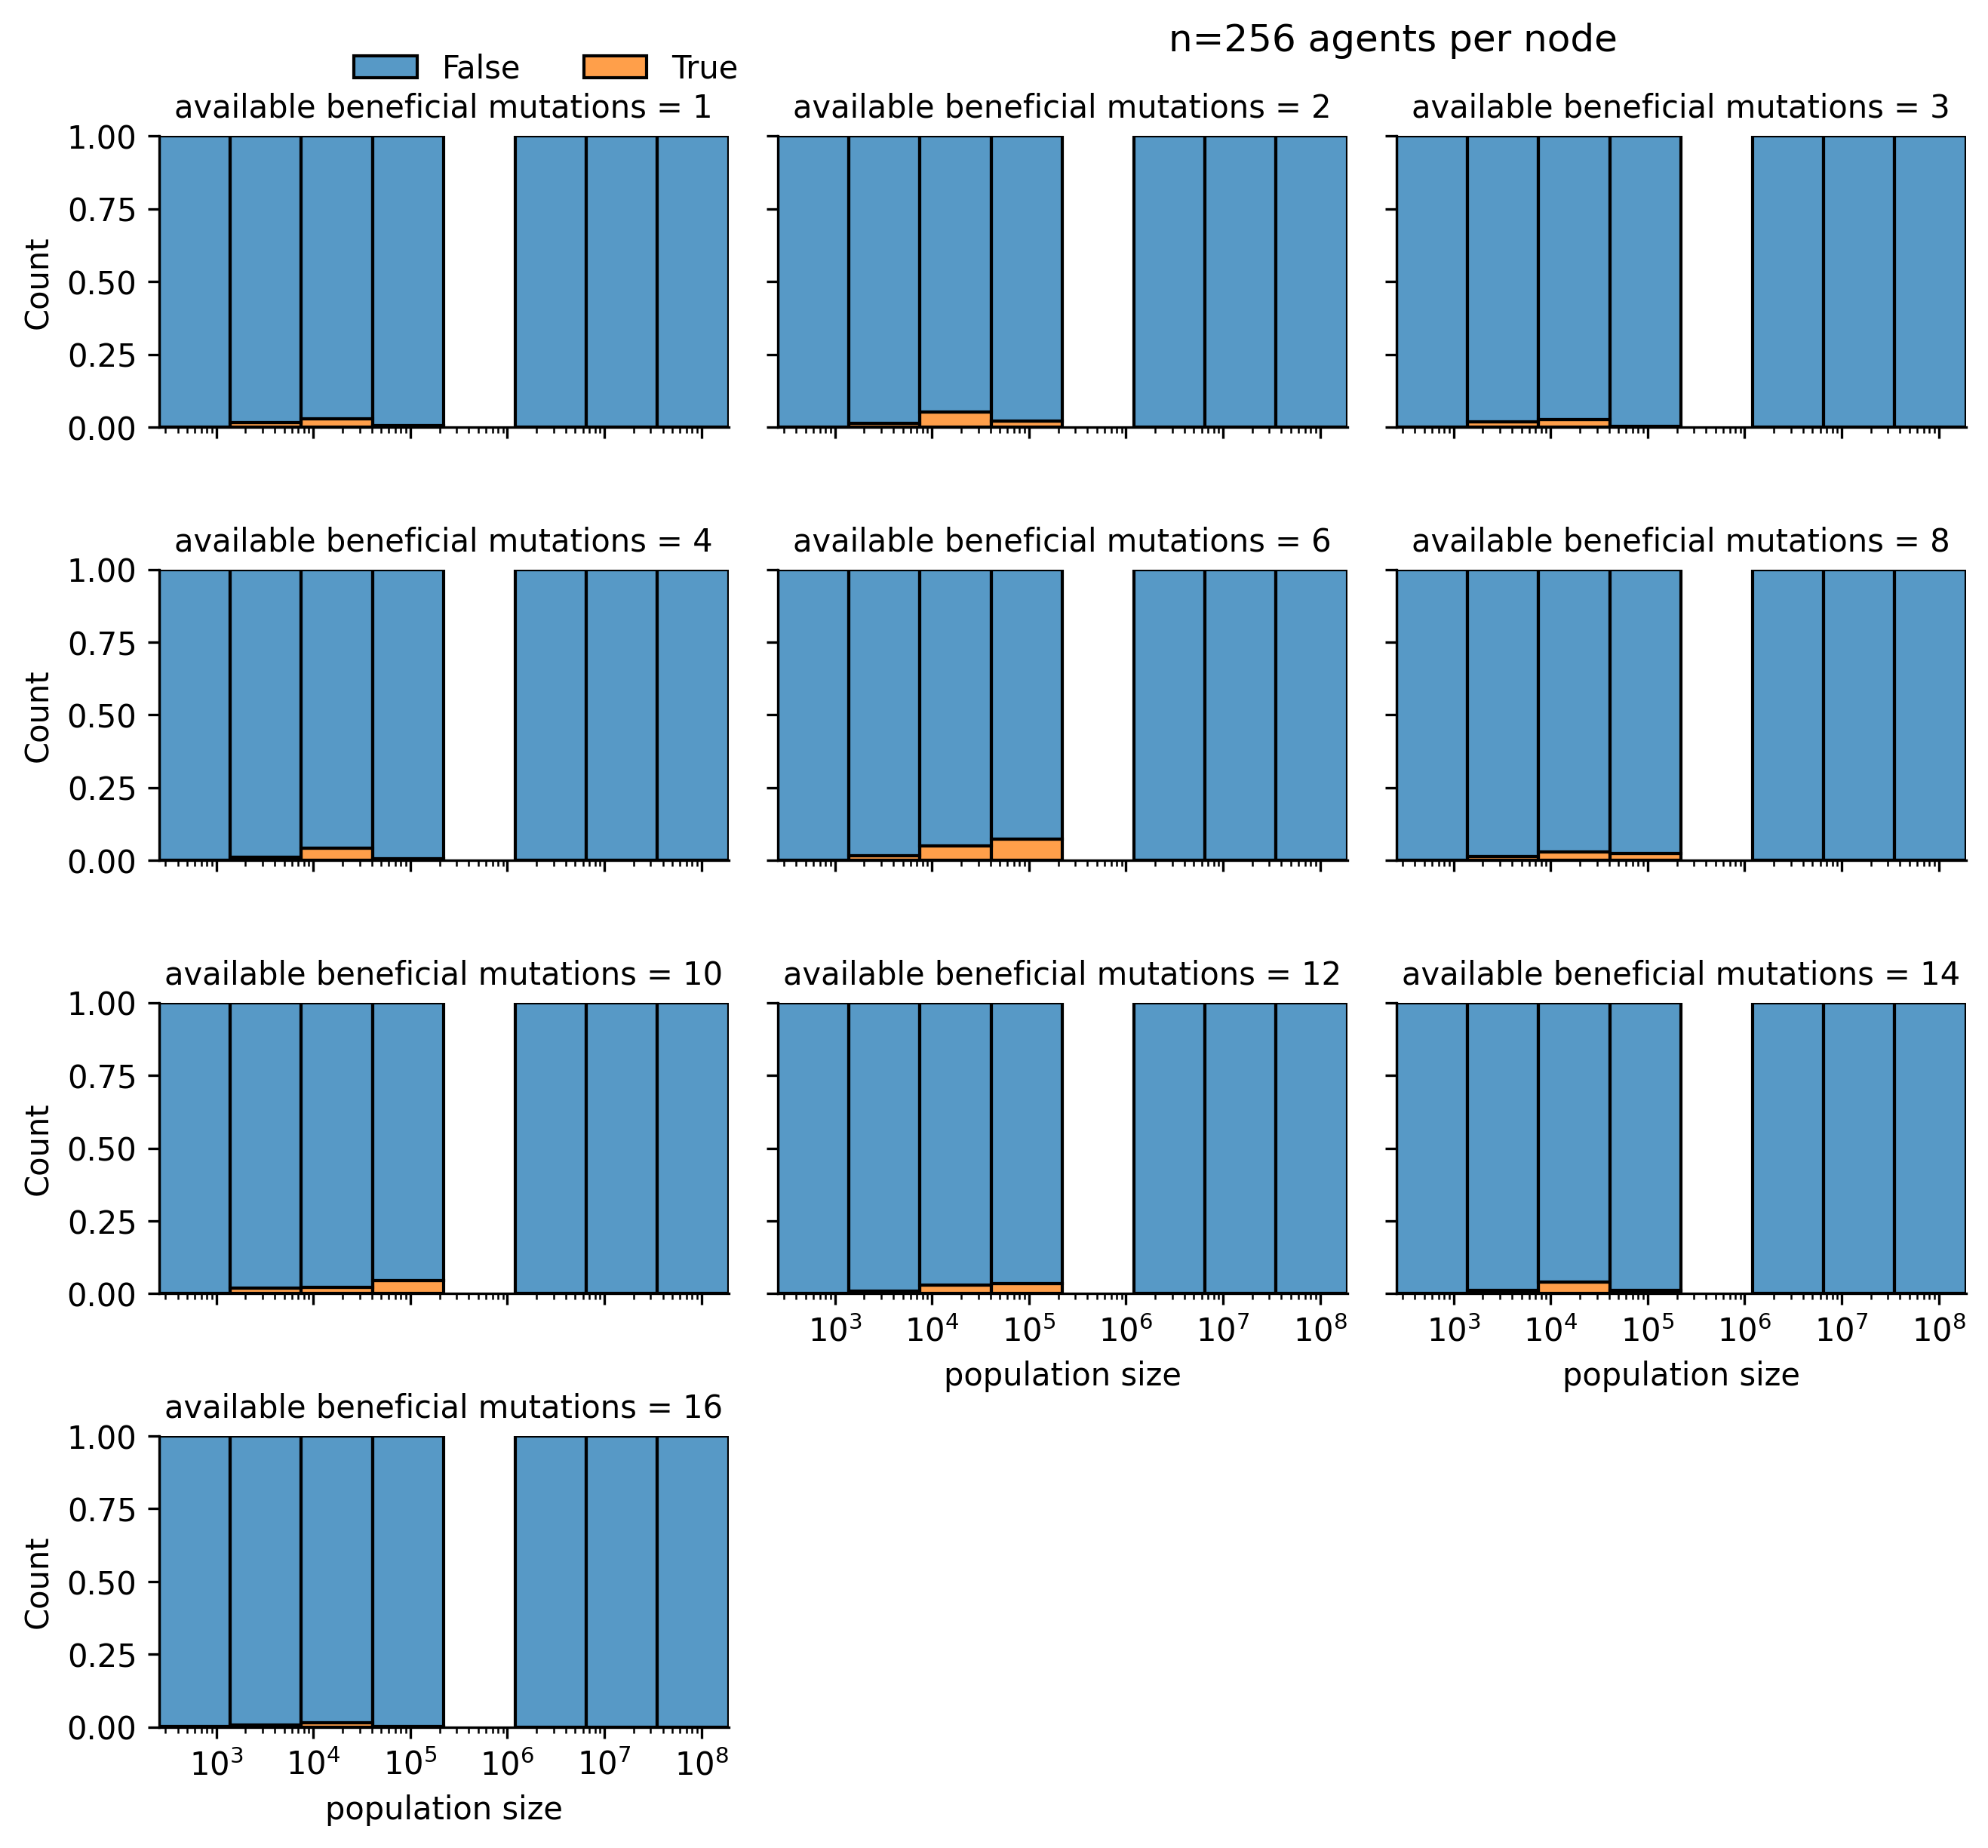 n=256 agents per node
False True
available beneficial mutations = 1
available beneficial mutations = 2
available beneficial mutations = 3
1.00
0.75
0.50
0.25
0.00
Count
available beneficial mutations = 4
available beneficial mutations = 6
available beneficial mutations = 8
1.00
0.75
0.50
0.25
0.00
Count
available beneficial mutations = 10
available beneficial mutations = 12
available beneficial mutations = 14
1.00
0.75
0.50
0.25
0.00
Count
10³ 10⁴ 10⁵ 10⁶ 10⁷ 10⁸
population size
10³ 10⁴ 10⁵ 10⁶ 10⁷ 10⁸
population size
available beneficial mutations = 16
1.00
0.75
0.50
0.25
0.00
Count
10³ 10⁴ 10⁵ 10⁶ 10⁷ 10⁸
population size